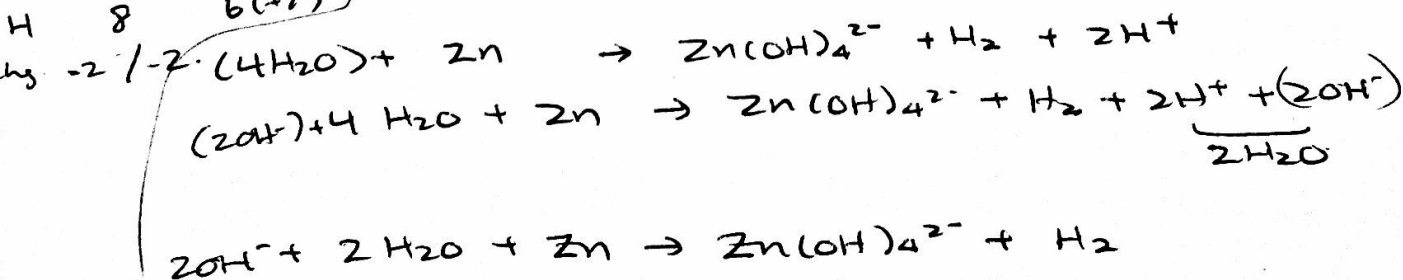 H 8
-2 / -2 · (4H₂O) + Zn → Zn(OH)₄²⁻ + H₂ + 2H⁺
(2OH⁻) + 4 H₂O + Zn → Zn(OH)₄²⁻ + H₂ + 2H⁺ + (2OH⁻)
2H₂O
2OH⁻ + 2 H₂O + Zn → Zn(OH)₄²⁻ + H₂